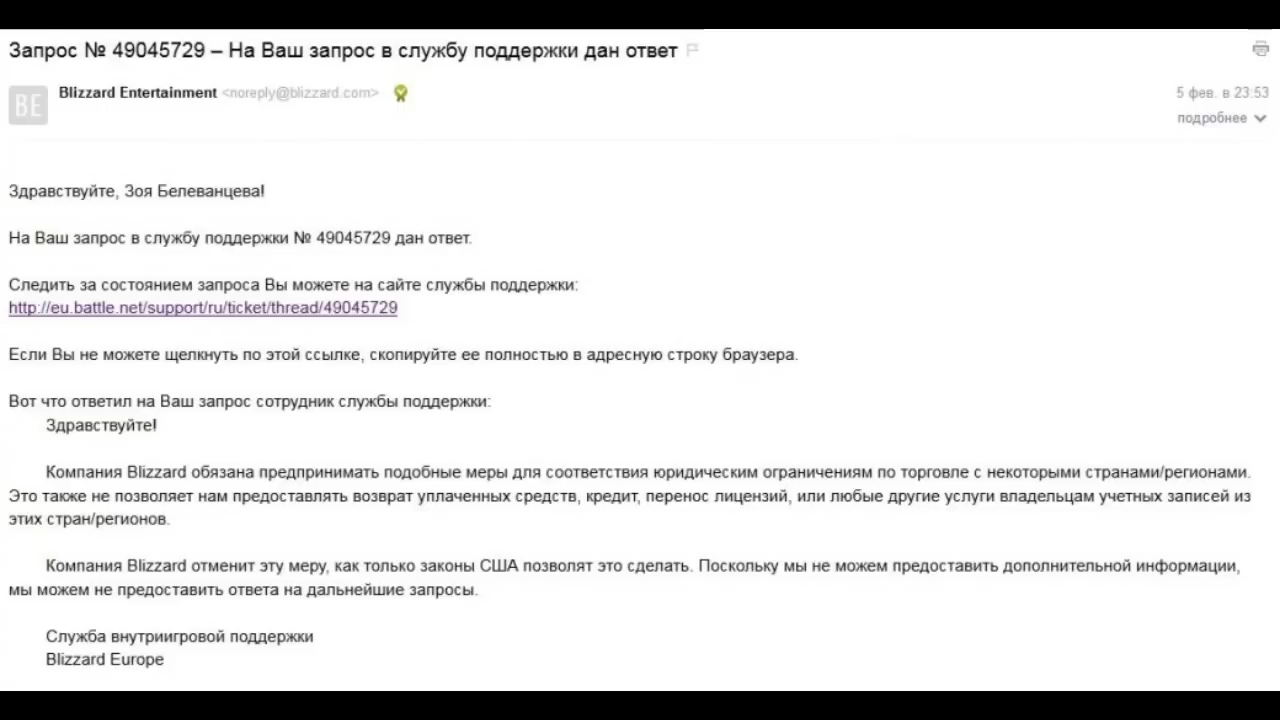 Запрос № 49045729 – На Ваш запрос в службу поддержки дан ответ
BE
Blizzard Entertainment <noreply@blizzard.com>
5 фев. в 23:53
подробнее
Здравствуйте, Зоя Белеванцева!
На Ваш запрос в службу поддержки № 49045729 дан ответ.
Следить за состоянием запроса Вы можете на сайте службы поддержки:
http://eu.battle.net/support/ru/ticket/thread/49045729
Если Вы не можете щелкнуть по этой ссылке, скопируйте ее полностью в адресную строку браузера.
Вот что ответил на Ваш запрос сотрудник службы поддержки:
Здравствуйте!
Компания Blizzard обязана предпринимать подобные меры для соответствия юридическим ограничениям по торговле с некоторыми странами/регионами.
Это также не позволяет нам предоставлять возврат уплаченных средств, кредит, перенос лицензий, или любые другие услуги владельцам учетных записей из
этих стран/регионов.
Компания Blizzard отменит эту меру, как только законы США позволят это сделать. Поскольку мы не можем предоставить дополнительной информации,
мы можем не предоставить ответа на дальнейшие запросы.
Служба внутриигровой поддержки
Blizzard Europe